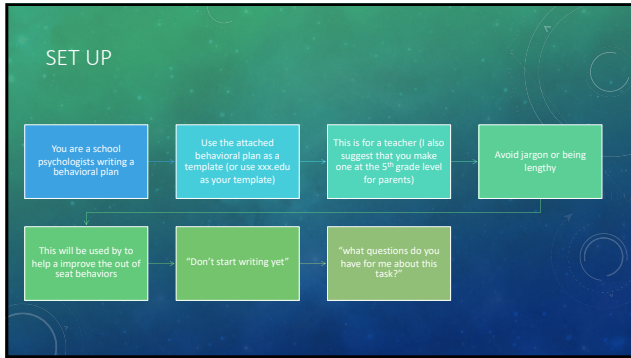 SET UP
You are a school
psychologists writing a
behavioral plan
Use the attached
behavioral plan as a
template (or use xxx.edu
as your template)
This is for a teacher (I also
suggest that you make
one at the 5th grade level
for parents)
Avoid jargon or being
lengthy
This will be used by to
help a improve the out of
seat behaviors
"Don't start writing yet"
"what questions do you
have for me about this
task?"